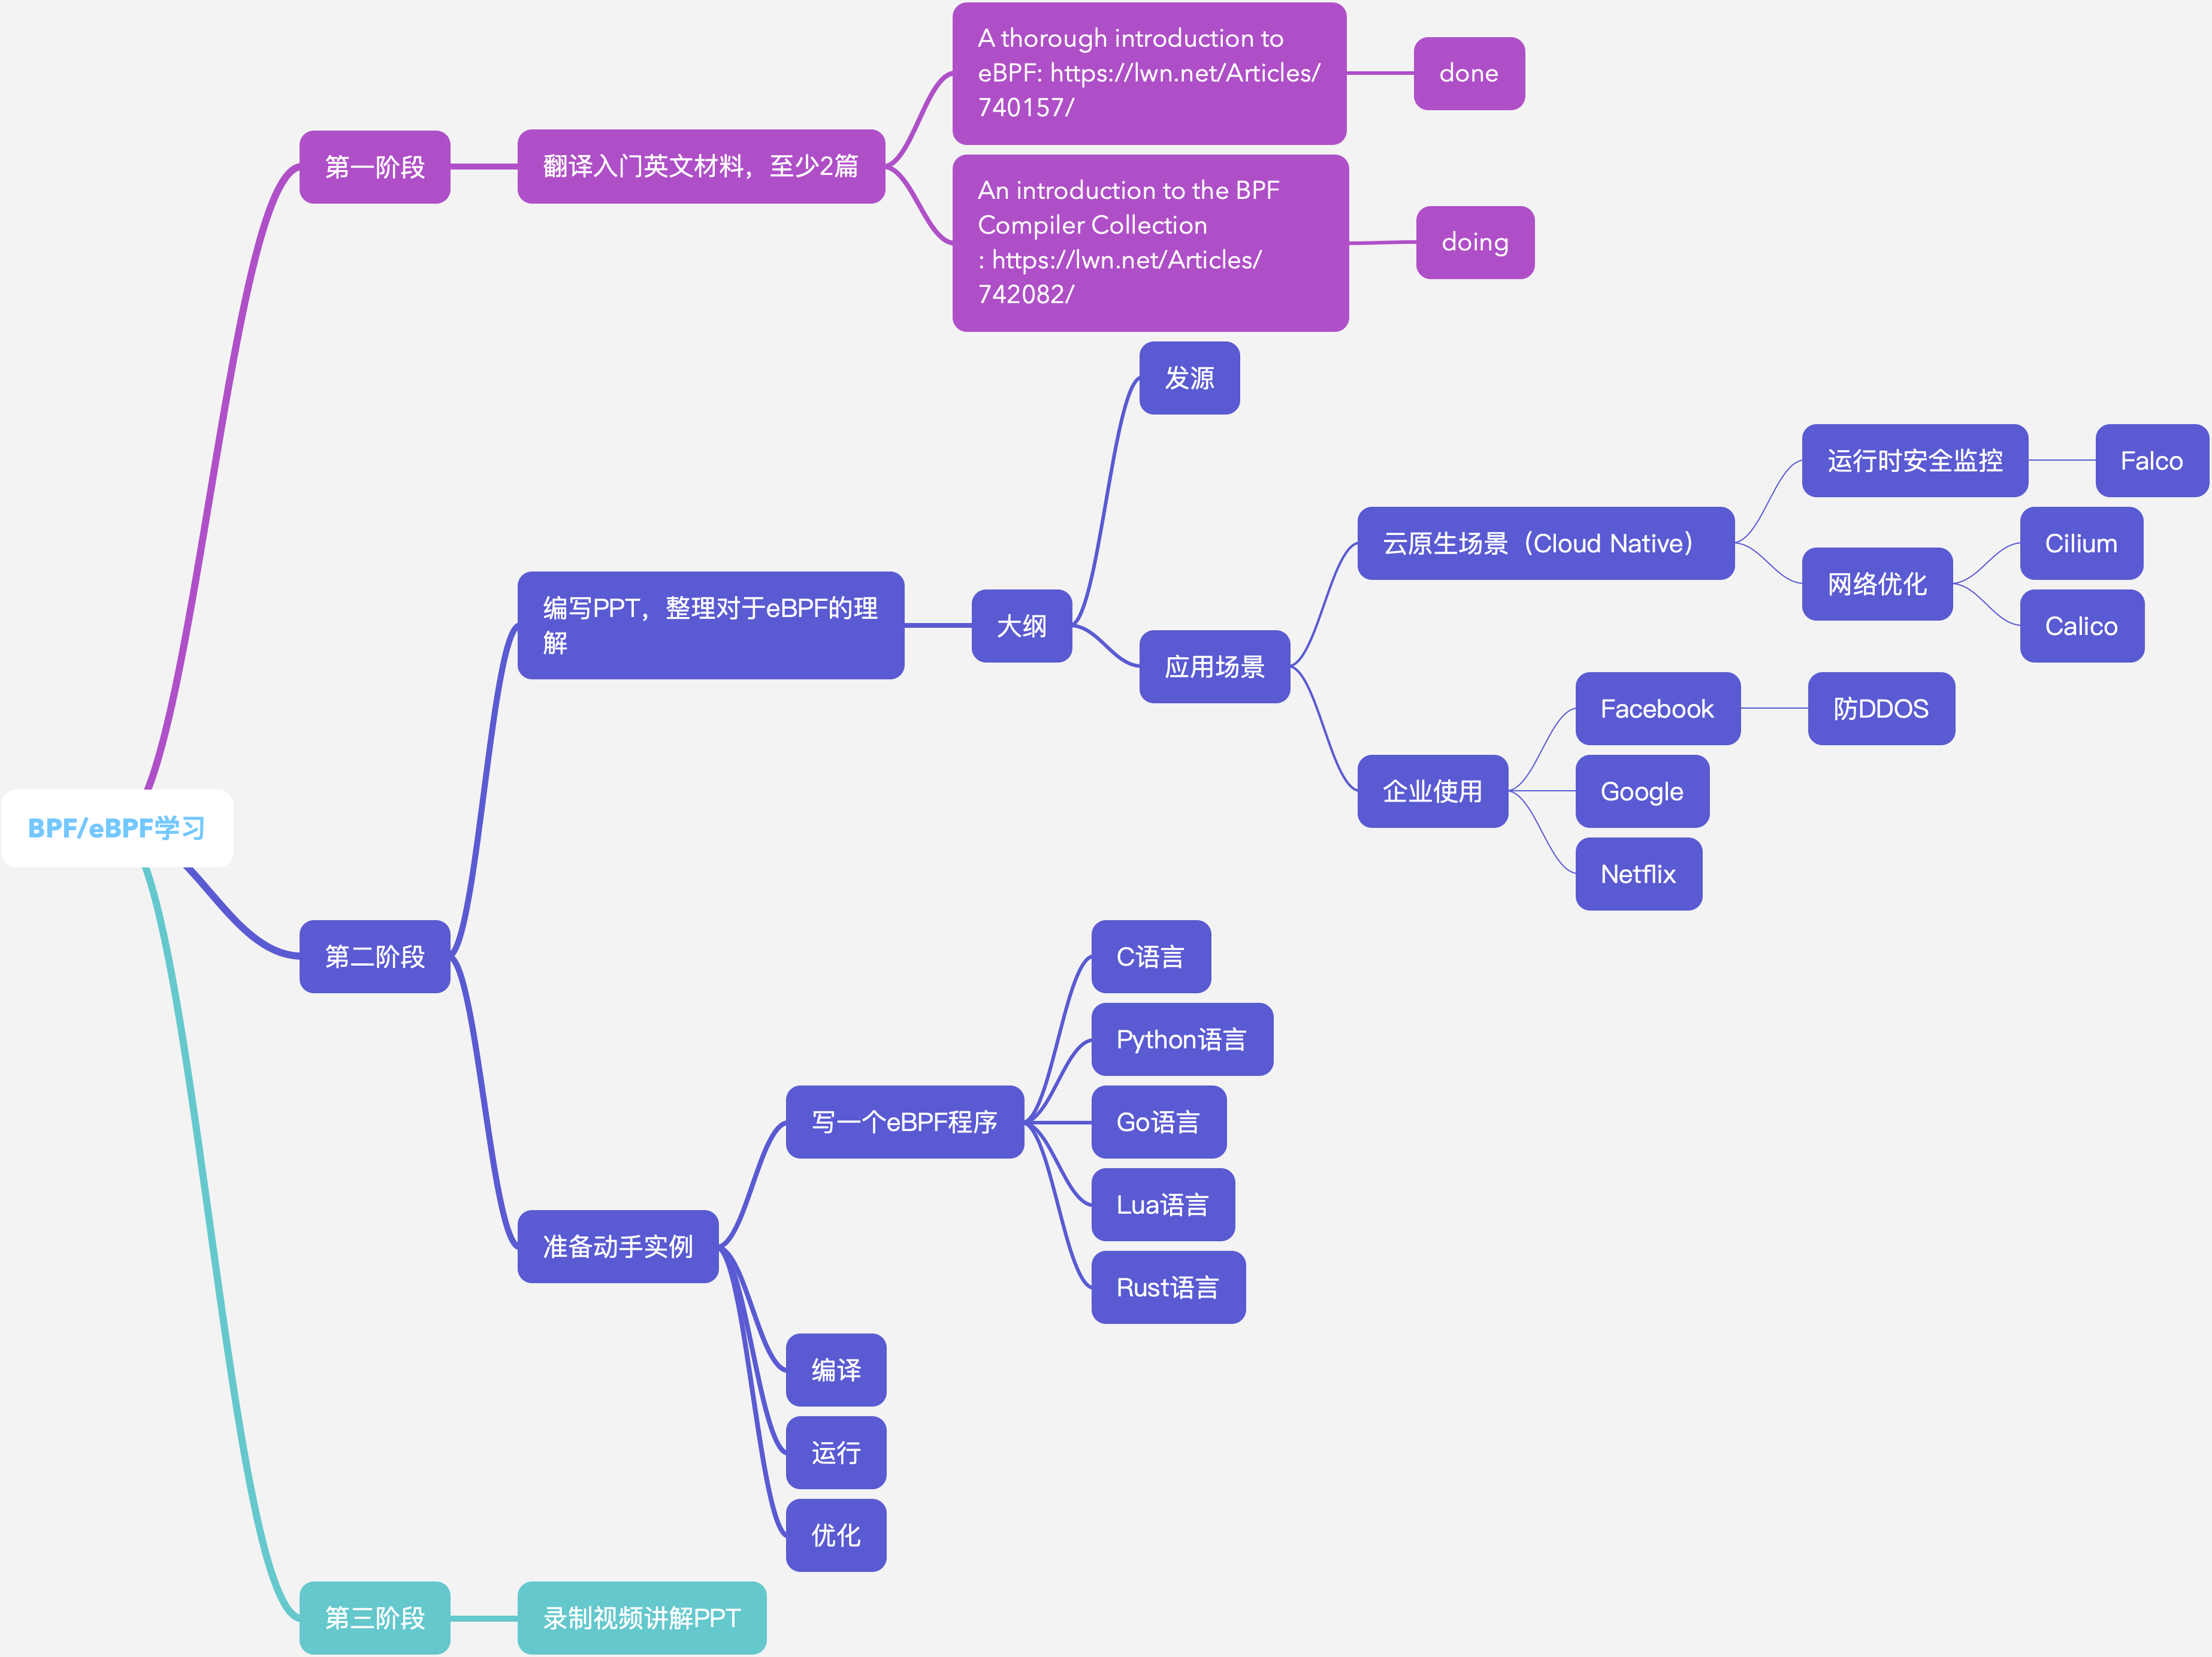 BPF/eBPF学习
第一阶段
翻译入门英文材料，至少2篇
A thorough introduction to
eBPF: https://lwn.net/Articles/
740157/
done
An introduction to the BPF
Compiler Collection
: https://lwn.net/Articles/
742082/
doing
第二阶段
编写PPT，整理对于eBPF的理
解
大纲
发源
应用场景
云原生场景（Cloud Native）
运行时安全监控
Falco
网络优化
Cilium
Calico
企业使用
Facebook
防DDOS
Google
Netflix
准备动手实例
写一个eBPF程序
C语言
Python语言
Go语言
Lua语言
Rust语言
编译
运行
优化
第三阶段
录制视频讲解PPT